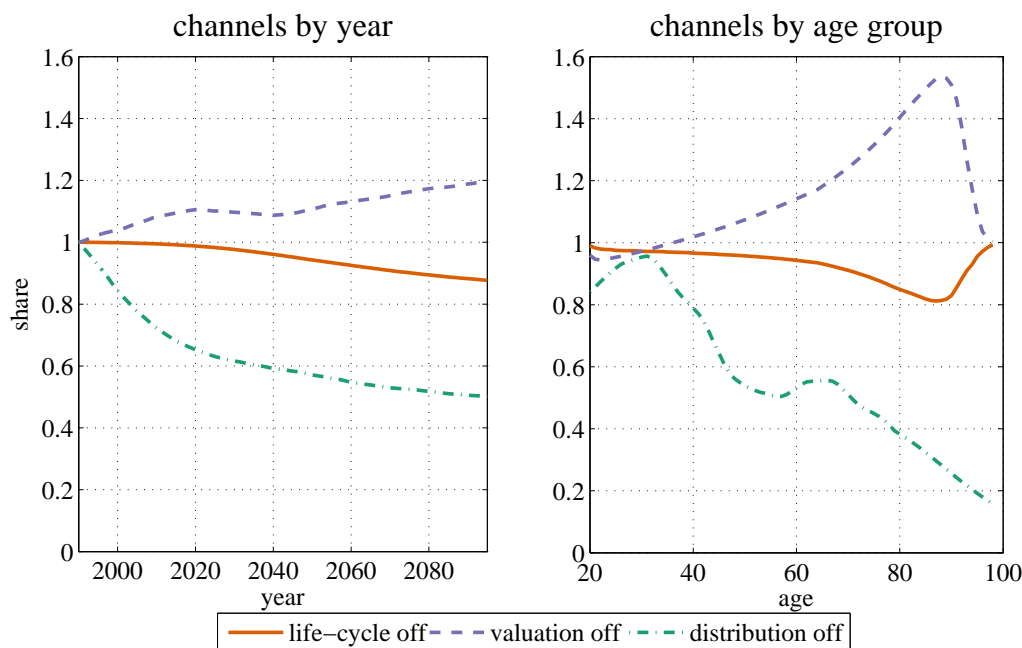 channels by year
channels by age group
1.6
1.4
1.2
1
0.8
0.6
0.4
0.2
0
share
2000 2020 2040 2060 2080
year
1.6
1.4
1.2
1
0.8
0.6
0.4
0.2
0
20 40 60 80 100
age
life−cycle off valuation off distribution off